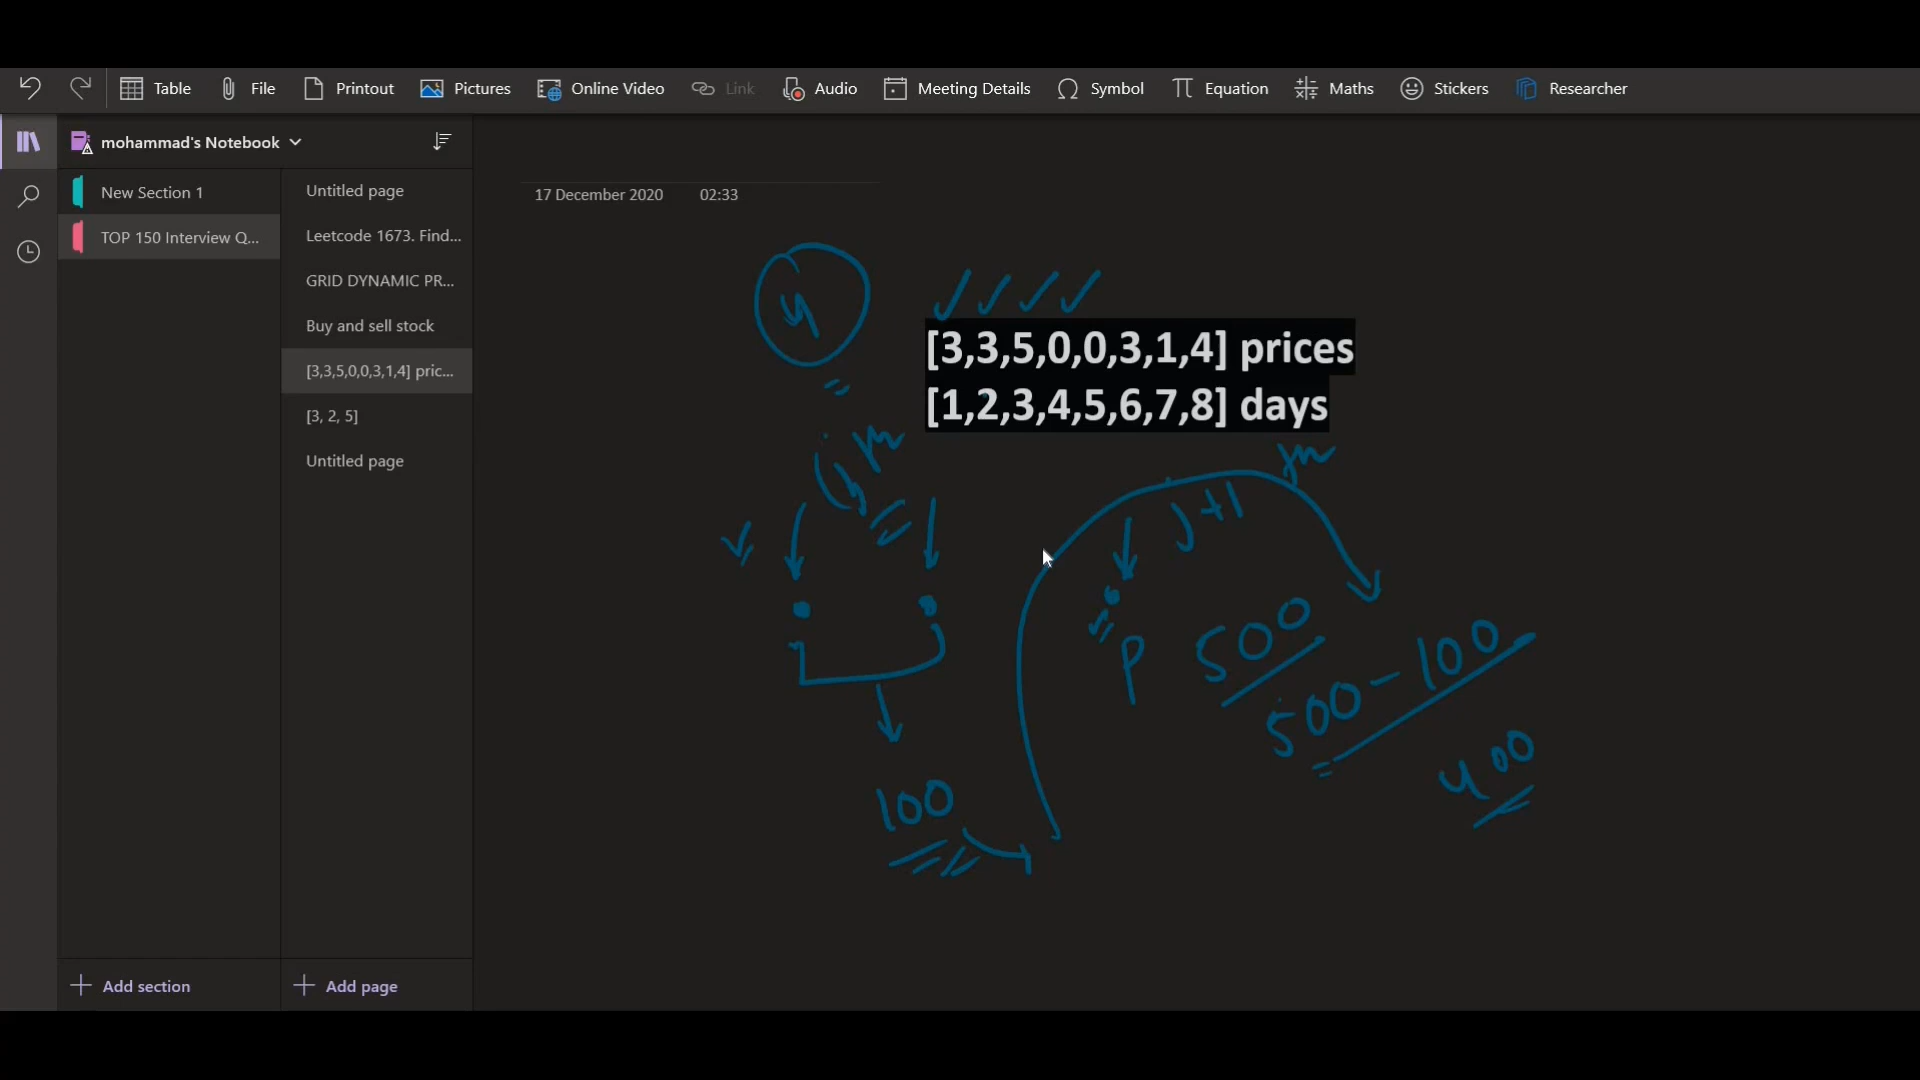 Table
File
Printout
Pictures
Online Video
Link
Audio
Meeting Details
Symbol
Equation
Maths
Stickers
Researcher
mohammad's Notebook
New Section 1
TOP 150 Interview Q...
Untitled page
Leetcode 1673. Find...
GRID DYNAMIC PR...
Buy and sell stock
[3,3,5,0,0,3,1,4] pric...
[3, 2, 5]
Untitled page
Add section
Add page
17 December 2020 02:33
[3,3,5,0,0,3,1,4] prices
[1,2,3,4,5,6,7,8] days
j+1
P
500
500-100
400
100